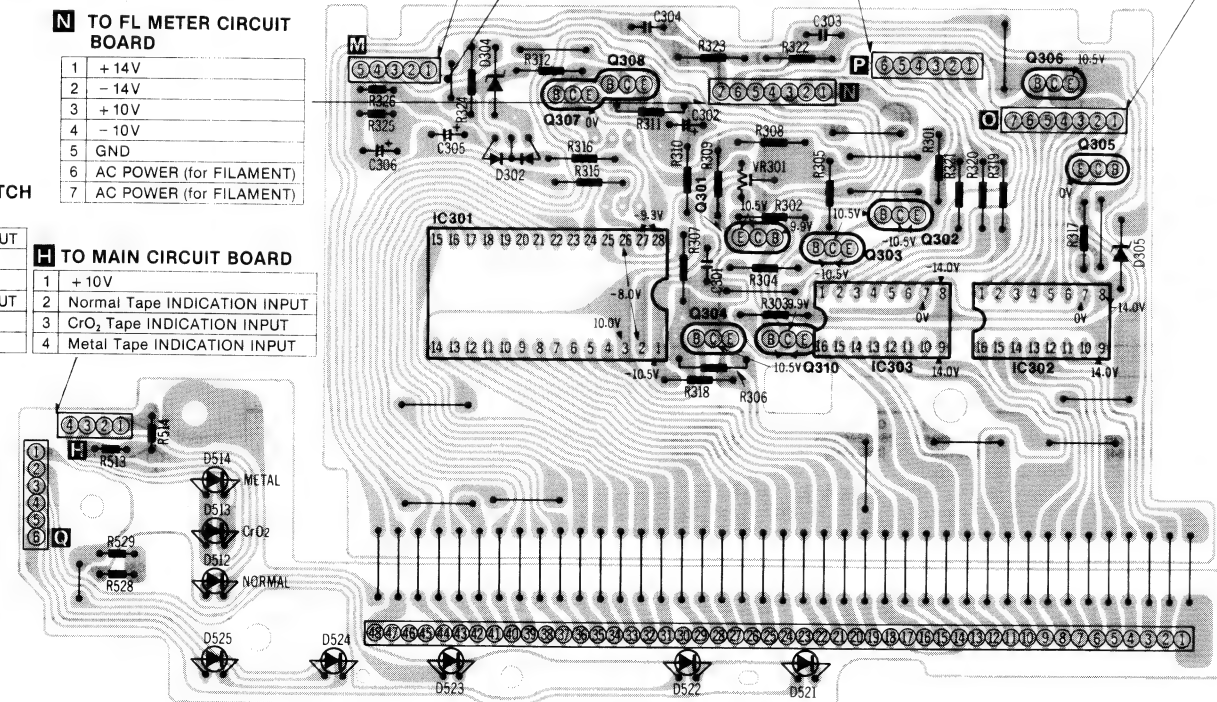 N TO FL METER CIRCUIT
BOARD
1 +14V
2 -14V
3 +10V
4 -10V
5 GND
6 AC POWER (for FILAMENT)
7 AC POWER (for FILAMENT)
TCH
UT
UT
H TO MAIN CIRCUIT BOARD
1 +10V
2 Normal Tape INDICATION INPUT
3 CrO₂ Tape INDICATION INPUT
4 Metal Tape INDICATION INPUT
M
5 4 3 2 1
R326
R325
C306
R324
D304
C305
R312
Q308
B C E
B C E
Q307
0V
C304
R323
R322
C303
7 6 5 4 3 2 1 N
R311
C302
P 6 5 4 3 2 1
Q306
10.5V
B C E
O 7 6 5 4 3 2 1
Q305
E C B
0V
D302
R316
R315
R310
R309
R308
VR301
R305
R301
R321
R320
R319
R317
D305
Q301
10.5V
R302
9.9V
E C B
10.5V
B C E
Q302
-10.5V
B C E
Q303
-10.5V
R307
C301
R304
R303
9.9V
Q304
B C E
B C E
10.5V
Q310
R306
R318
IC301
-9.3V
15 16 17 18 19 20 21 22 23 24 25 26 27 28
-8.0V
10.0V
14 13 12 11 10 9 8 7 6 5 4 3 2 1
-10.5V
-14.0V
1 2 3 4 5 6 7 8
0V
16 15 14 13 12 11 10 9
IC303
14.0V
1 2 3 4 5 6 7 8
-14.0V
0V
16 15 14 13 12 11 10 9
IC302
14.0V
4 3 2 1
H
R513
R514
1
2
3
4
5
6
Q
D514
METAL
D513
CrO2
D512
NORMAL
R529
R528
D525
D524
48 47 46 45 44 43 42 41 40 39 38 37 36 35 34 33 32 31 30 29 28 27 26 25 24 23 22 21 20 19 18 17 16 15 14 13 12 11 10 9 8 7 6 5 4 3 2 1
D523
D522
D521